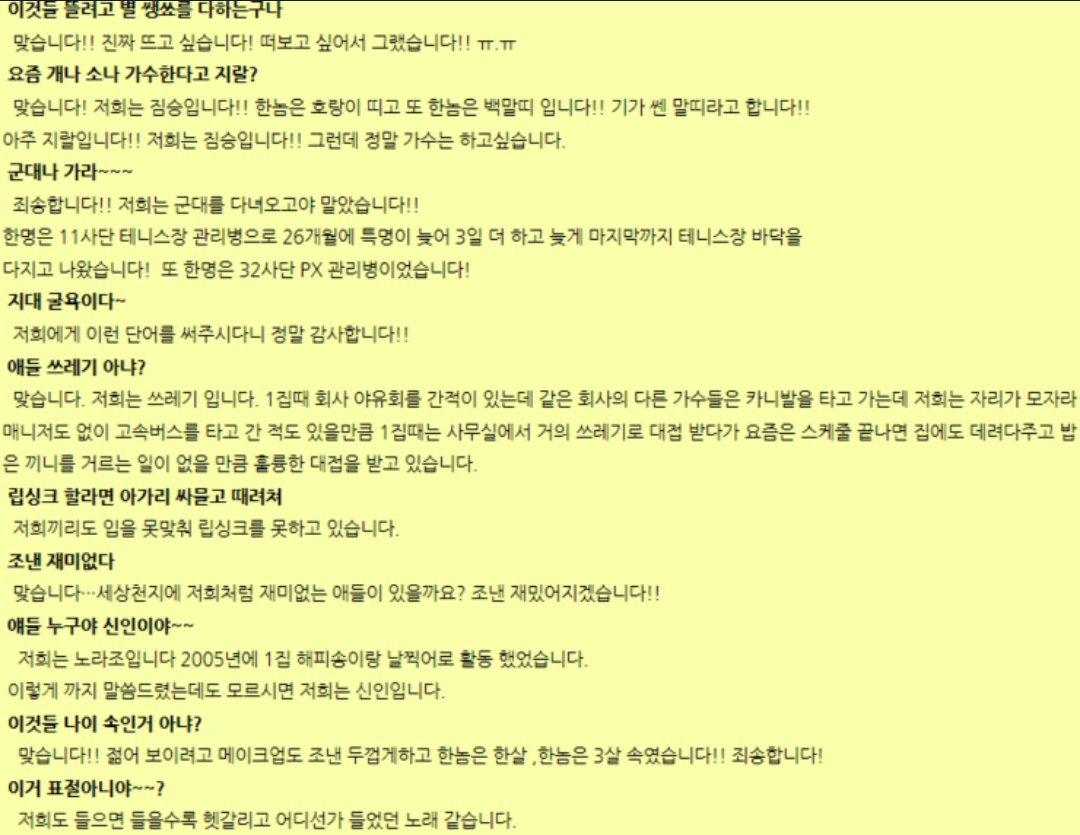 이것들 뜰려고 별 쌩쑈를 다하는구나
맞습니다!! 진짜 뜨고 싶습니다! 떠보고 싶어서 그랬습니다!! ㅠ.ㅠ
요즘 개나 소나 가수한다고 지랄?
맞습니다! 저희는 짐승입니다!! 한놈은 호랑이 띠고 또 한놈은 백말띠 입니다!! 기가 쎈 말띠라고 합니다!!
아주 지랄입니다!! 저희는 짐승입니다!! 그런데 정말 가수는 하고싶습니다.
군대나 가라~~~
죄송합니다!! 저희는 군대를 다녀오고야 말았습니다!!
한명은 11사단 테니스장 관리병으로 26개월에 특명이 늦어 3일 더 하고 늦게 마지막까지 테니스장 바닥을
다지고 나왔습니다! 또 한명은 32사단 PX 관리병이었습니다!
지대 굴욕이다~
저희에게 이런 단어를 써주시다니 정말 감사합니다!!
애들 쓰레기 아냐?
맞습니다. 저희는 쓰레기 입니다. 1집때 회사 야유회를 간적이 있는데 같은 회사의 다른 가수들은 카니발을 타고 가는데 저희는 자리가 모자라
매니저도 없이 고속버스를 타고 간 적도 있을만큼 1집때는 사무실에서 거의 쓰레기로 대접 받다가 요즘은 스케줄 끝나면 집에도 데려다주고 밥
은 끼니를 거르는 일이 없을 만큼 훌륭한 대접을 받고 있습니다.
립싱크 할라면 아가리 싸물고 때려쳐
저희끼리도 입을 못맞춰 립싱크를 못하고 있습니다.
조낸 재미없다
맞습니다…세상천지에 저희처럼 재미없는 애들이 있을까요? 조낸 재밌어지겠습니다!!
얘들 누구야 신인이야~~
저희는 노라조입니다 2005년에 1집 해피송이랑 날찍어로 활동 했었습니다.
이렇게 까지 말씀드렸는데도 모르시면 저희는 신인입니다.
이것들 나이 속인거 아냐?
맞습니다!! 젊어 보이려고 메이크업도 조낸 두껍게하고 한놈은 한살 ,한놈은 3살 속였습니다!! 죄송합니다!
이거 표절아니야~~?
저희도 들으면 들을수록 헷갈리고 어디선가 들었던 노래 같습니다.